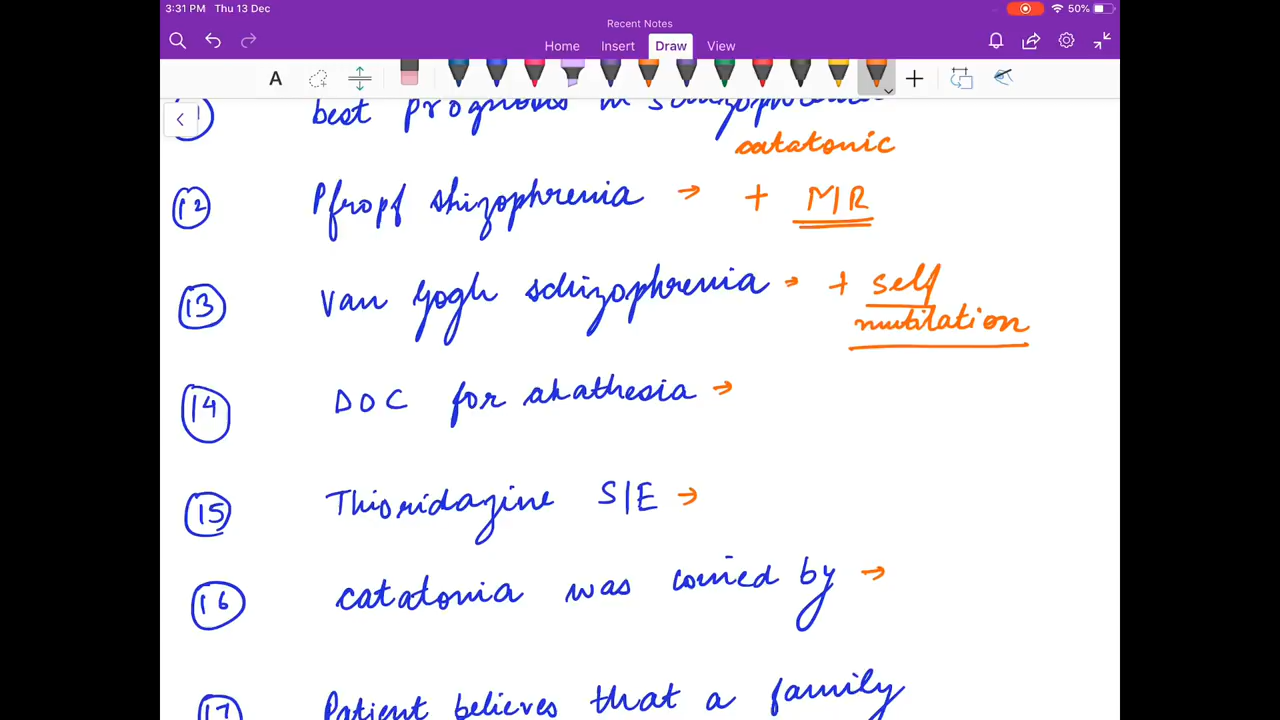 3:31 PM Thu 13 Dec
50%
Recent Notes
Home Insert Draw View
A
best prognosis in schizophrenia
catatonic
12 Pfropf shizophrenia → + MR
13 Van Gogh schizophrenia → + self
mutilation
14 DOC for akathesia →
15 Thioridazine S/E →
16 catatonia was coined by →
17 Patient believes that a family